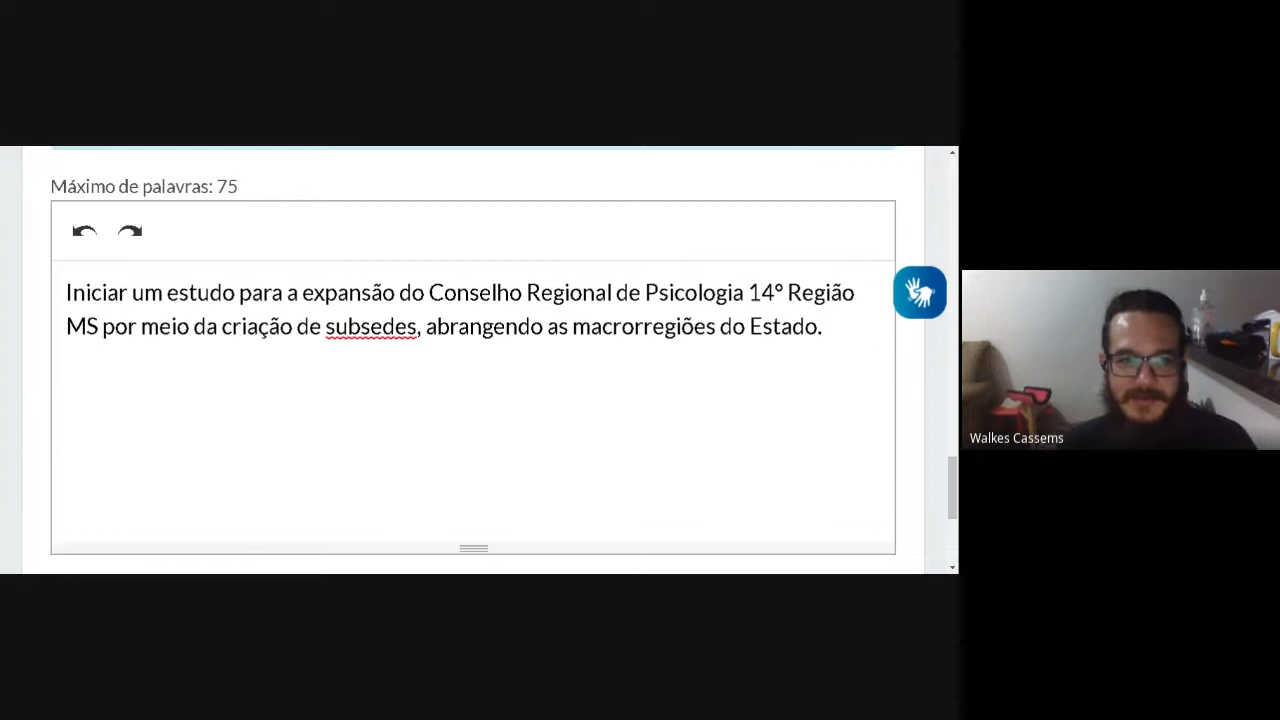 Máximo de palavras: 75
Iniciar um estudo para a expansão do Conselho Regional de Psicologia 14° Região
MS por meio da criação de subsedes, abrangendo as macrorregiões do Estado.
Walkes Cassems